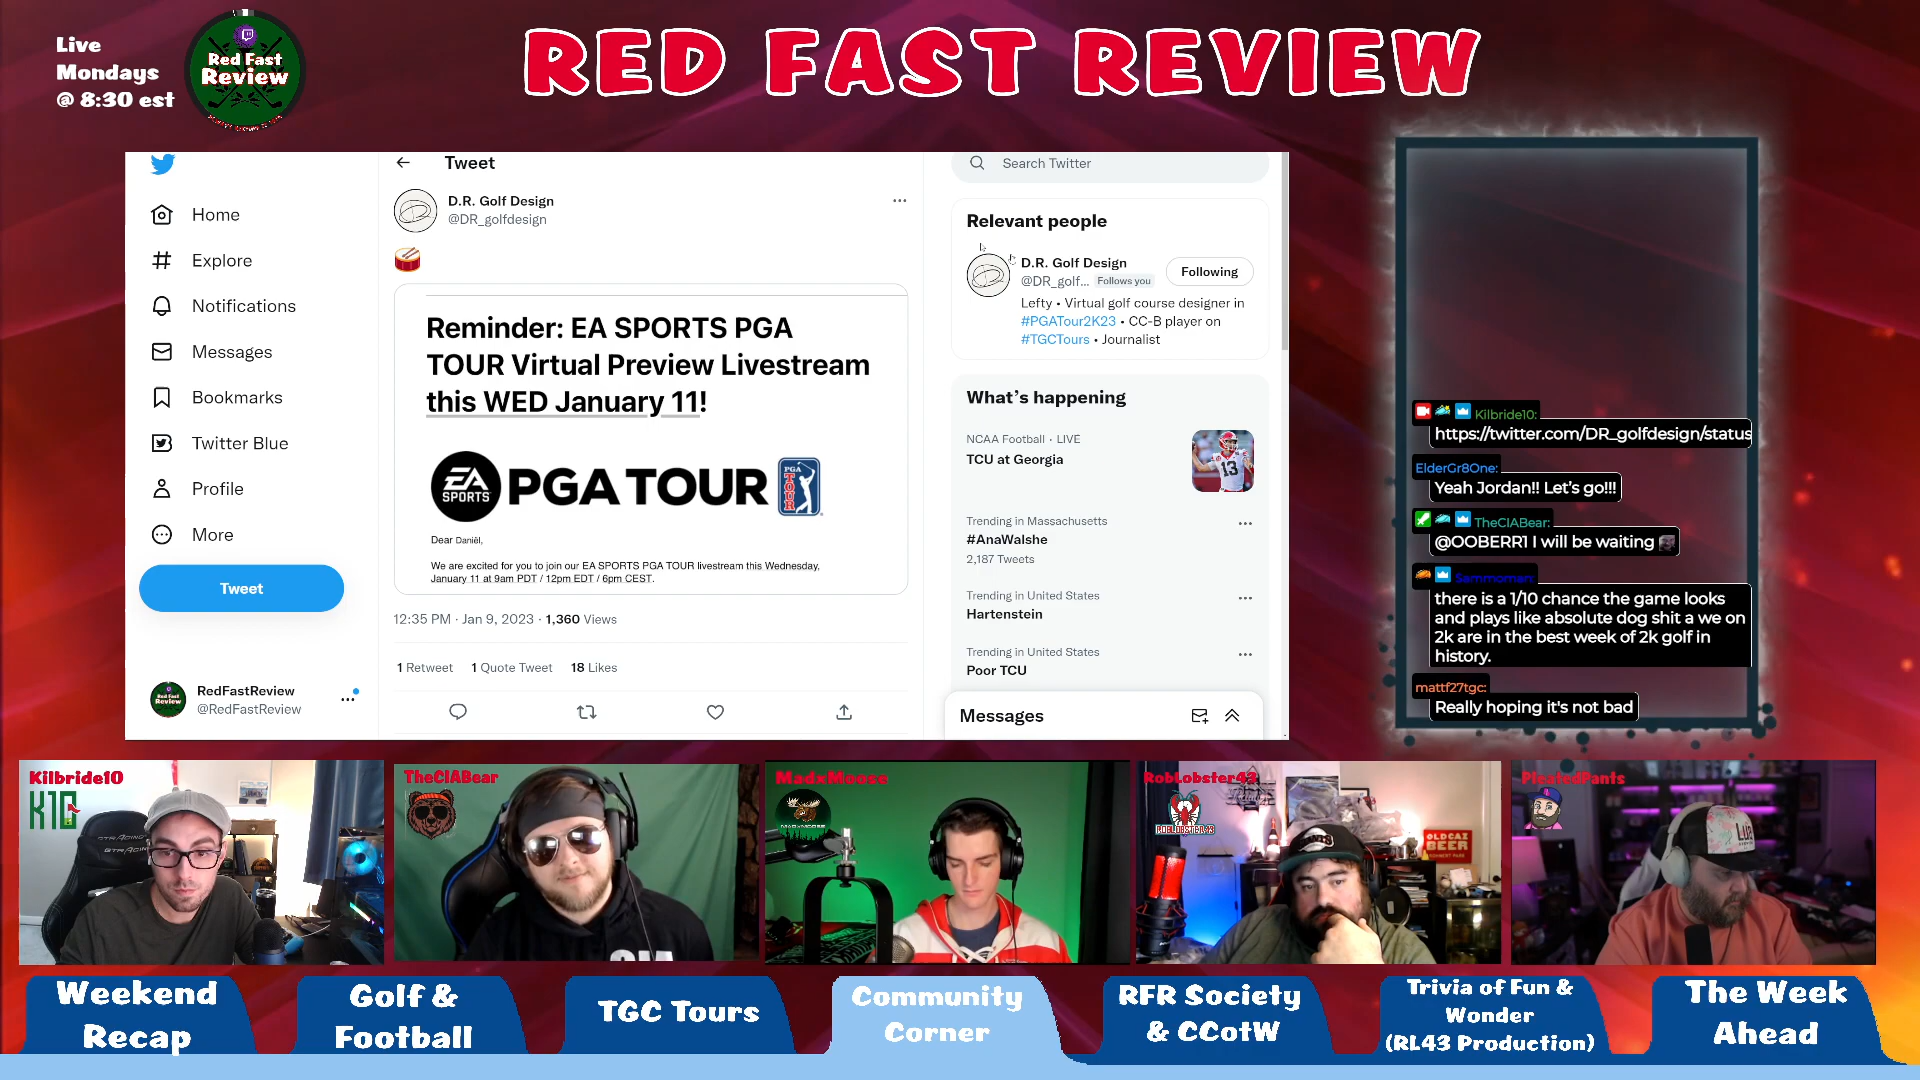 Live
Mondays
@ 8:30 est
Red Fast
Review
RED FAST REVIEW
Home
Explore
Notifications
Messages
Bookmarks
Twitter Blue
Profile
More
Tweet
RedFastReview
@RedFastReview
Tweet
D.R. Golf Design
@DR_golfdesign
Reminder: EA SPORTS PGA
TOUR Virtual Preview Livestream
this WED January 11!
EA
SPORTS
PGA TOUR
PGA
TOUR
Dear Daniël,
We are excited for you to join our EA SPORTS PGA TOUR livestream this Wednesday,
January 11 at 9am PDT / 12pm EDT / 6pm CEST.
12:35 PM · Jan 9, 2023 · 1,360 Views
1 Retweet 1 Quote Tweet 18 Likes
Search Twitter
Relevant people
D.R. Golf Design
@DR_golf... Follows you
Following
Lefty • Virtual golf course designer in
#PGATour2K23 • CC-B player on
#TGCTours • Journalist
What's happening
NCAA Football · LIVE
TCU at Georgia
Trending in Massachusetts
#AnaWalshe
2,187 Tweets
Trending in United States
Hartenstein
Trending in United States
Poor TCU
Messages
Kilbride10:
https://twitter.com/DR_golfdesign/status
ElderGr8One:
Yeah Jordan!! Let's go!!!
TheCIABear:
@OOBERR1 I will be waiting
Sammoman:
there is a 1/10 chance the game looks
and plays like absolute dog shit a we on
2k are in the best week of 2k golf in
history.
mattf27tgc:
Really hoping it's not bad
Kilbride10
K10
TheCIABear
MadxMoose
MADXMOOSE
RobLobster43
ROBLOBSTER43
OLD CAZ
BEER
PleatedPants
Weekend
Recap
Golf &
Football
TGC Tours
Community
Corner
RFR Society
& CCotW
Trivia of Fun &
Wonder
(RL43 Production)
The Week
Ahead